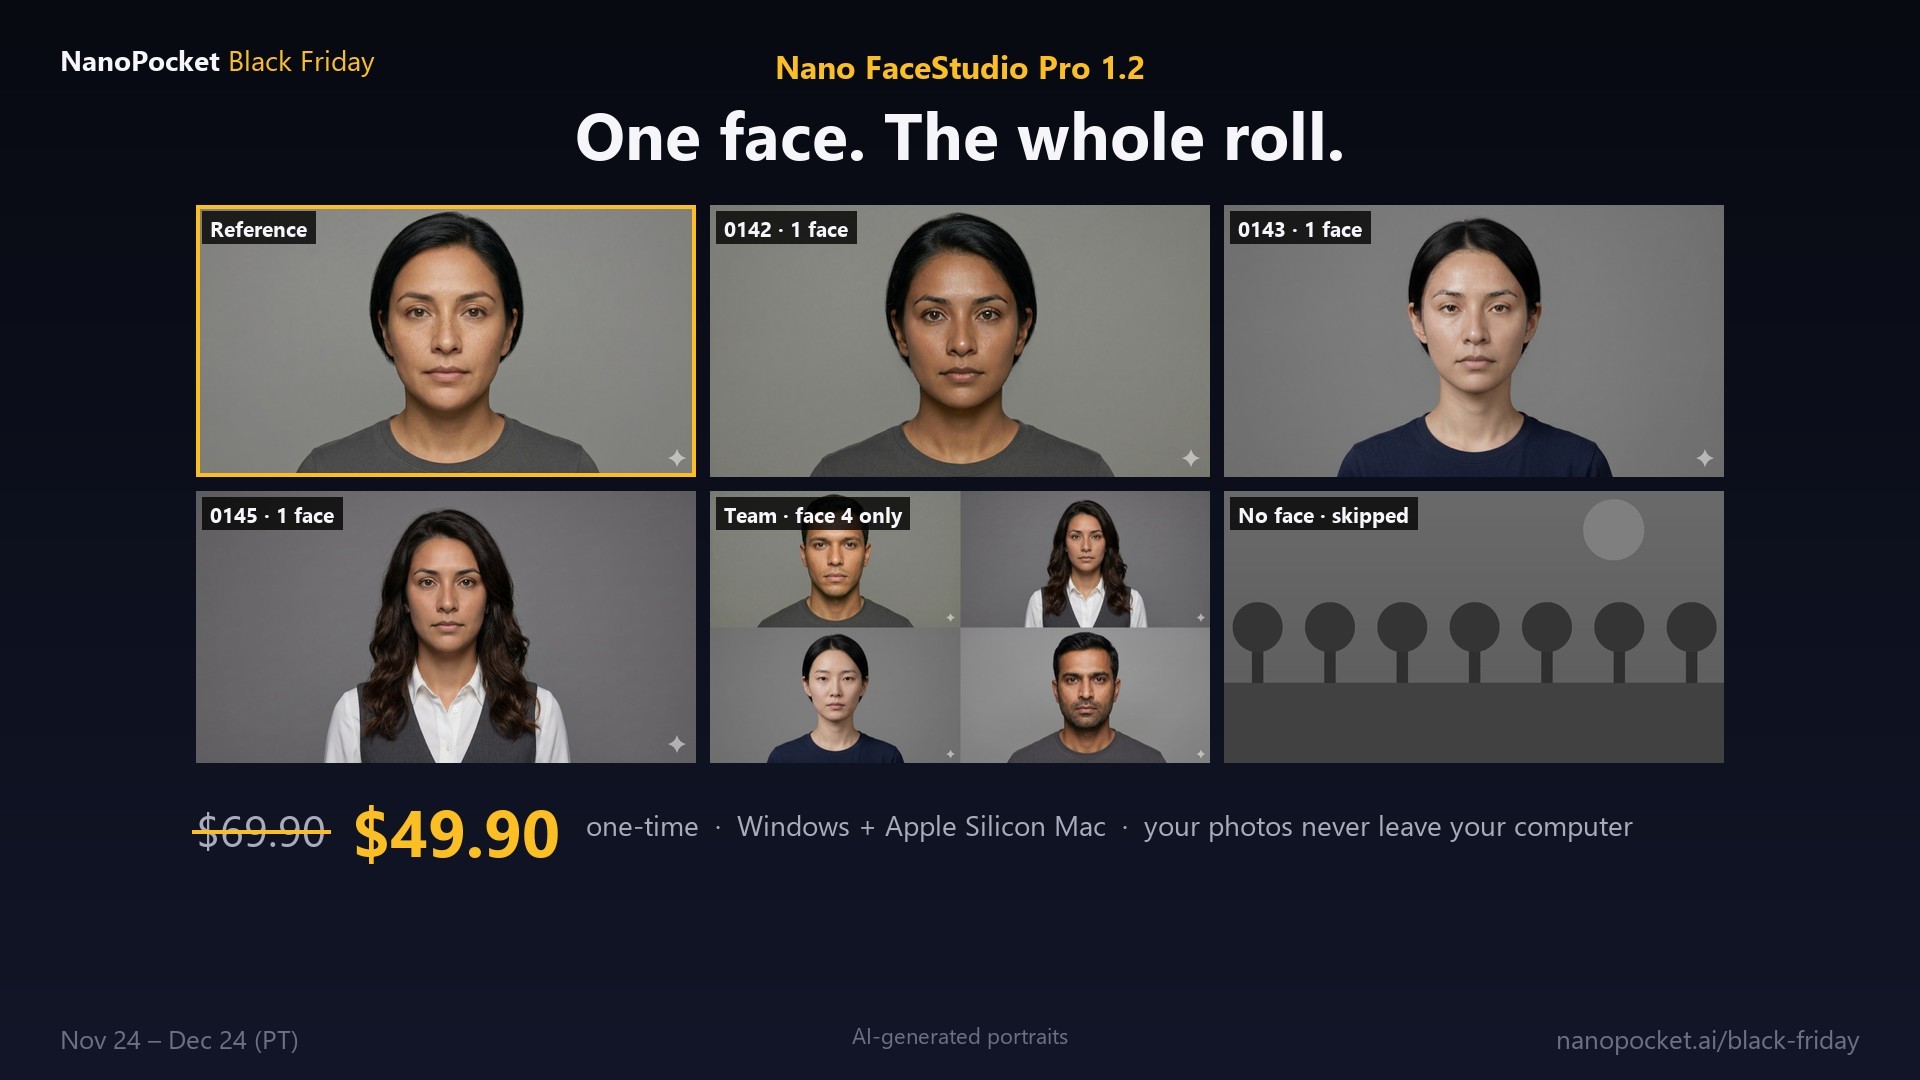 NanoPocket Black Friday
Nano FaceStudio Pro 1.2
One face. The whole roll.
Reference
0142 · 1 face
0143 · 1 face
0145 · 1 face
Team · face 4 only
No face · skipped
$69.90 $49.90 one-time · Windows + Apple Silicon Mac · your photos never leave your computer
Nov 24 – Dec 24 (PT)
AI-generated portraits
nanopocket.ai/black-friday